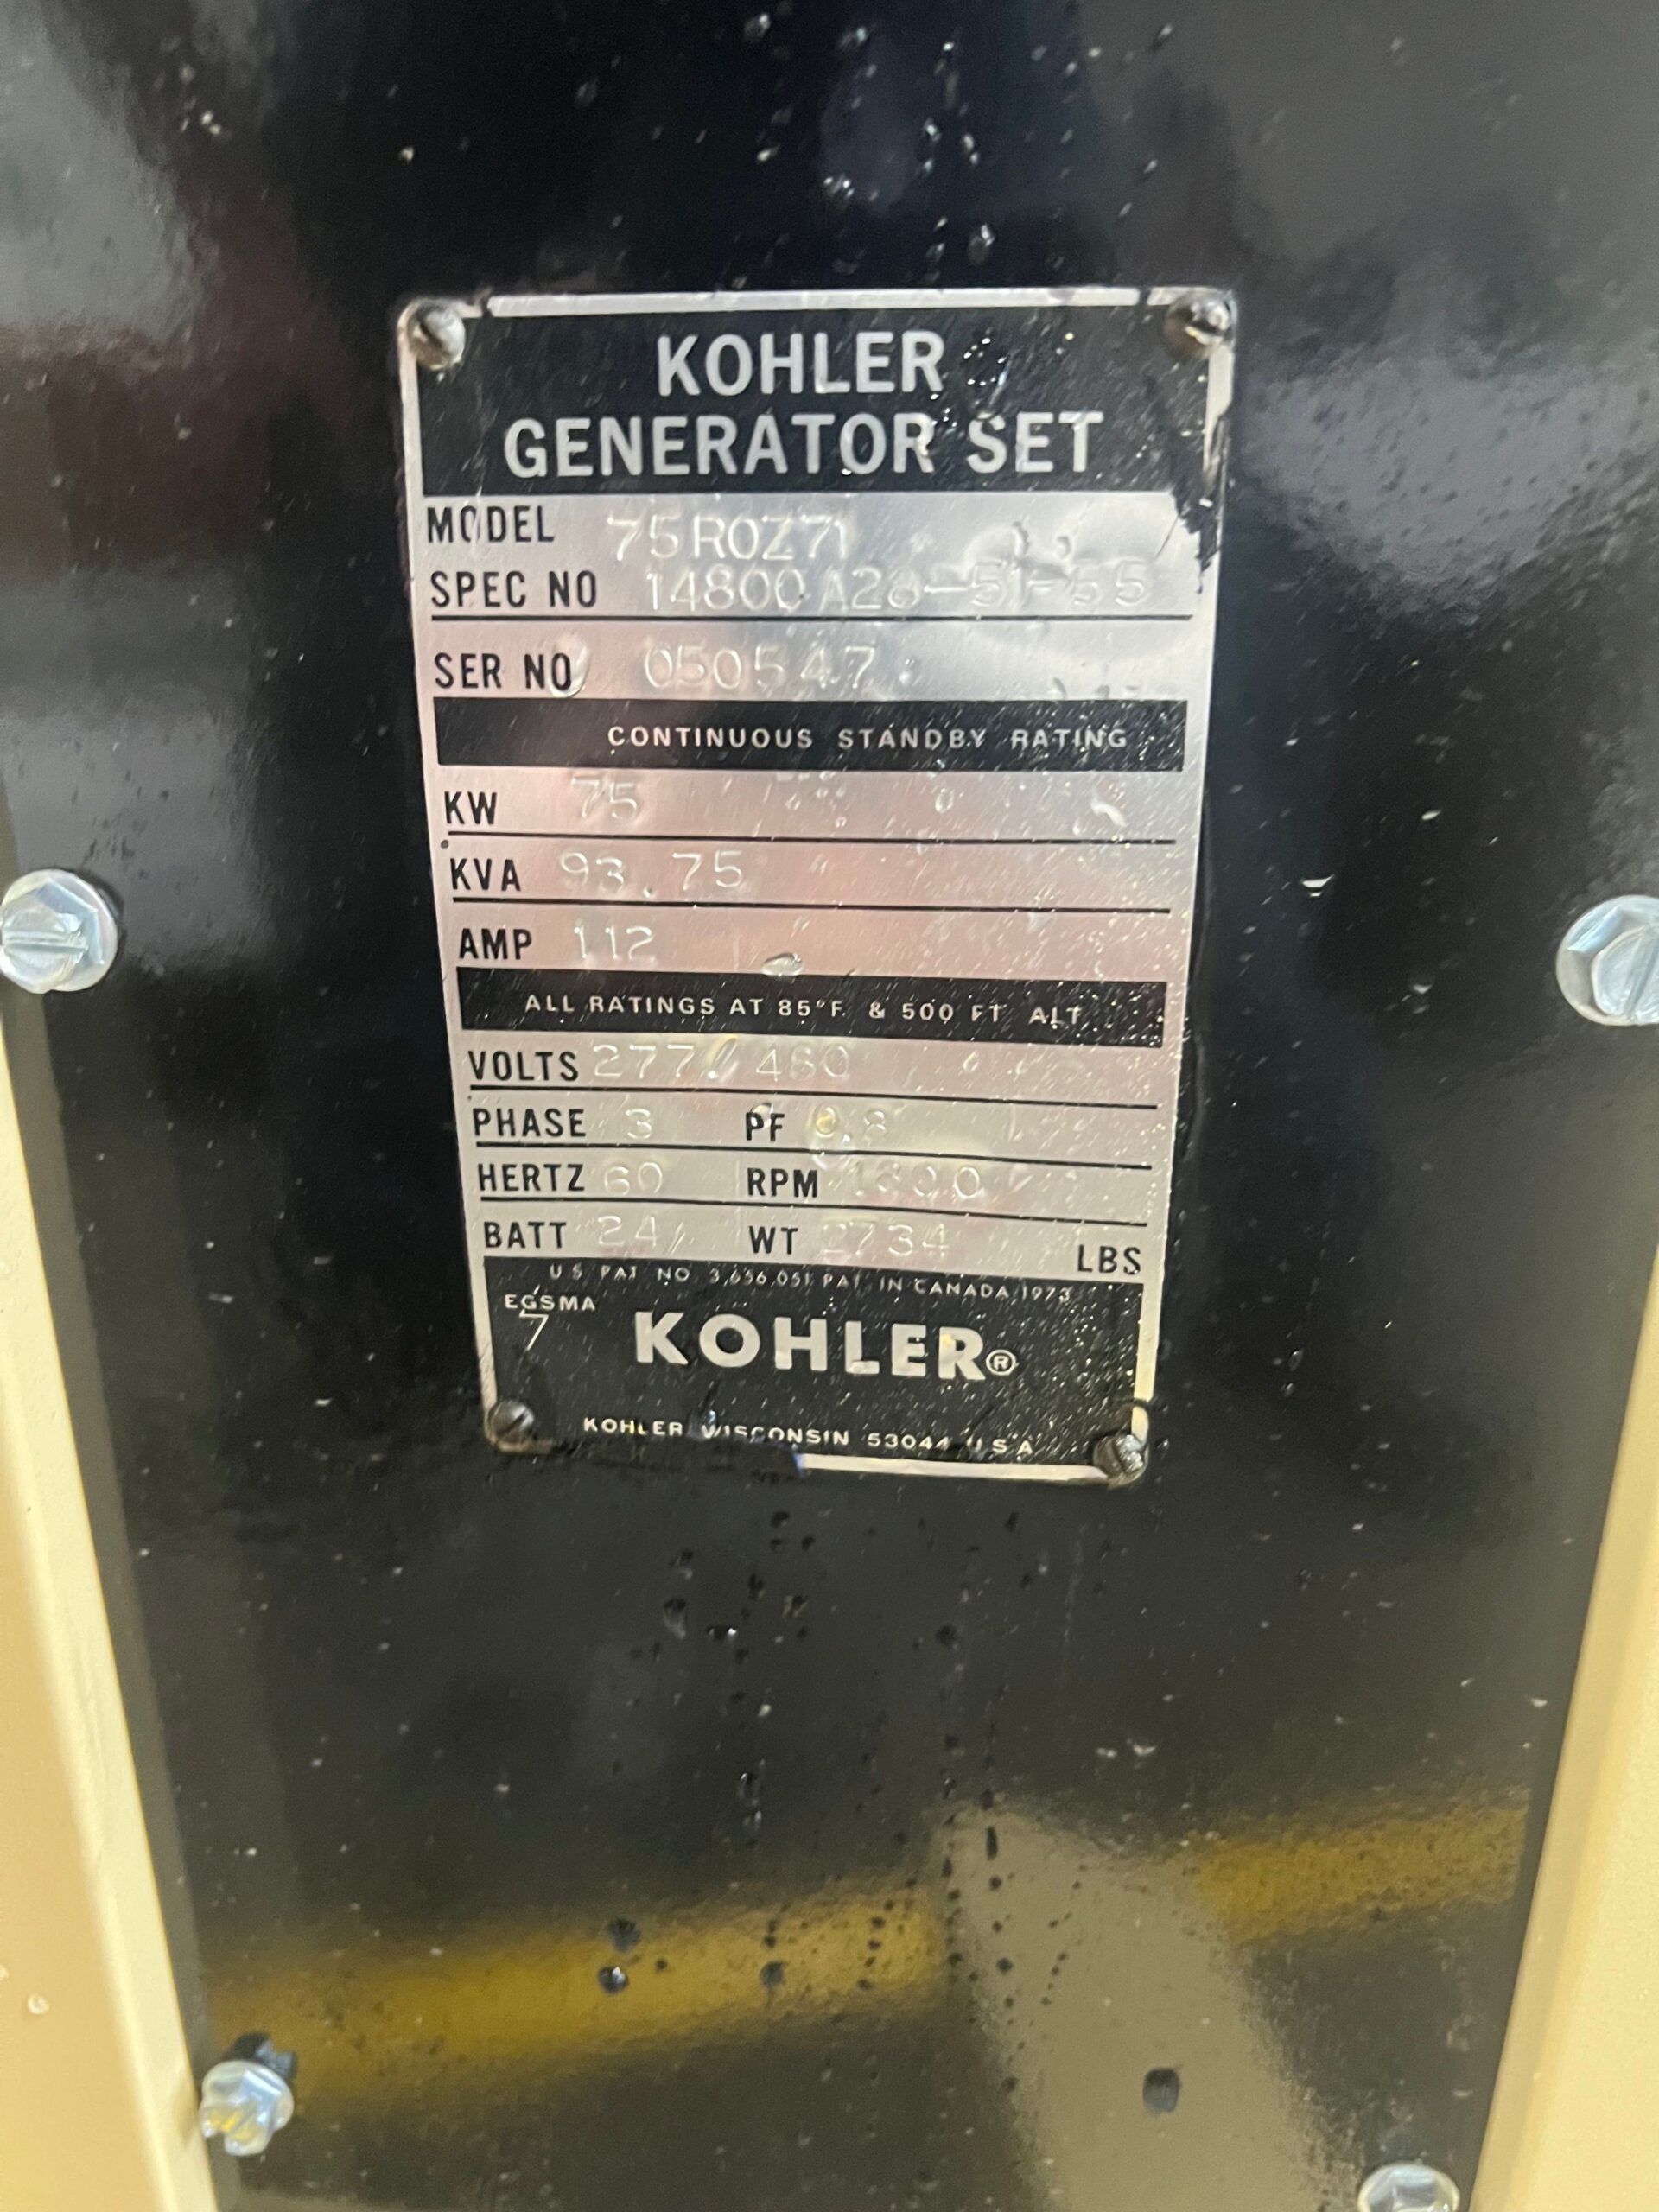 KOHLER
GENERATOR SET
MODEL 75ROZ71
SPEC NO 14800
SER NO 050547
CONTINUOUS STANDBY RATING
KW 75
KVA 93.75
AMP 112
ALL RATINGS AT 85°F. & 500 FT ALT
VOLTS 277/480
PHASE 3 PF 0.8
HERTZ 60 RPM 1800
BATT 24 WT 2734 LBS
U.S. PAT. NO. 3,656,051 PAT. IN CANADA 1973
EGSMA
7
KOHLER®
KOHLER WISCONSIN 53044 U S A